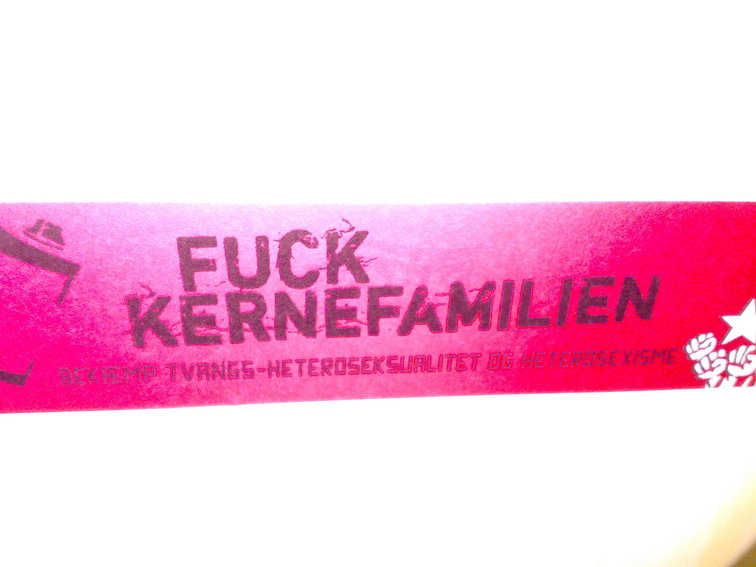 FUCK
KERNEFAMILIEN
BEKÆMP TVANGS-HETEROSEKSUALITET OG HETEROSEXISME